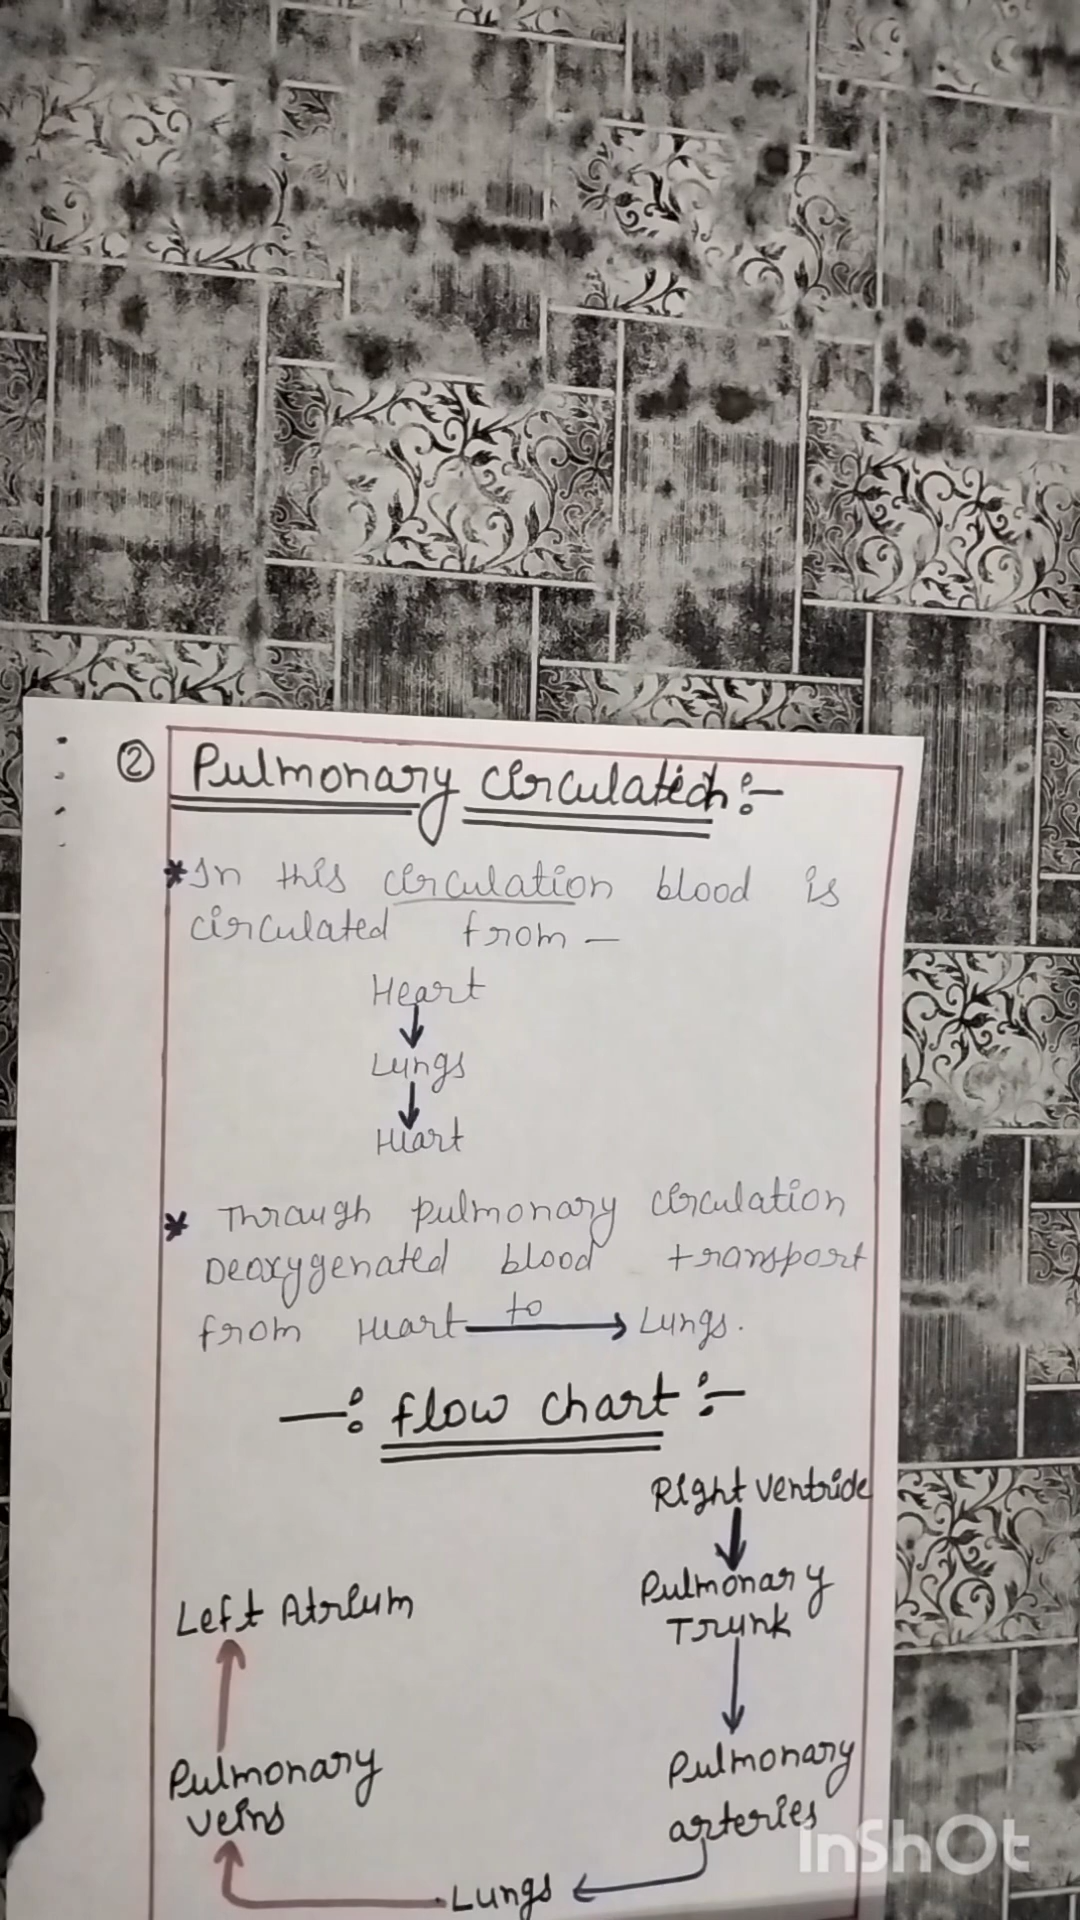 ② Pulmonary circulation :-
*In this circulation blood is
circulated from —
Heart
↓
Lungs
↓
Heart
* Through pulmonary circulation
Deoxygenated blood transport
from Heart to → Lungs.
—: flow chart :-
Right ventricle
↓
Pulmonary
Trunk
↓
Pulmonary
arteries
Lungs
Pulmonary
veins
Left Atrium
InShOt